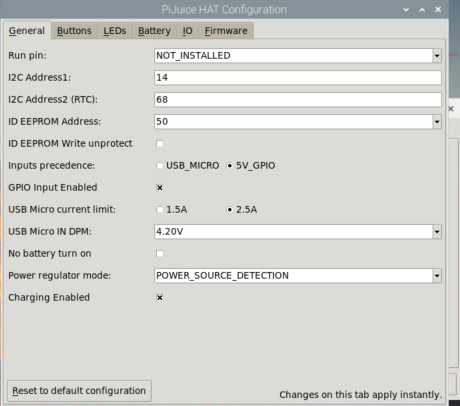 PiJuice HAT Configuration
General Buttons LEDs Battery IO Firmware
Run pin: NOT_INSTALLED
I2C Address1: 14
I2C Address2 (RTC): 68
ID EEPROM Address: 50
ID EEPROM Write unprotect
Inputs precedence: USB_MICRO 5V_GPIO
GPIO Input Enabled
USB Micro current limit: 1.5A 2.5A
USB Micro IN DPM: 4.20V
No battery turn on
Power regulator mode: POWER_SOURCE_DETECTION
Charging Enabled
Reset to default configuration Changes on this tab apply instantly.